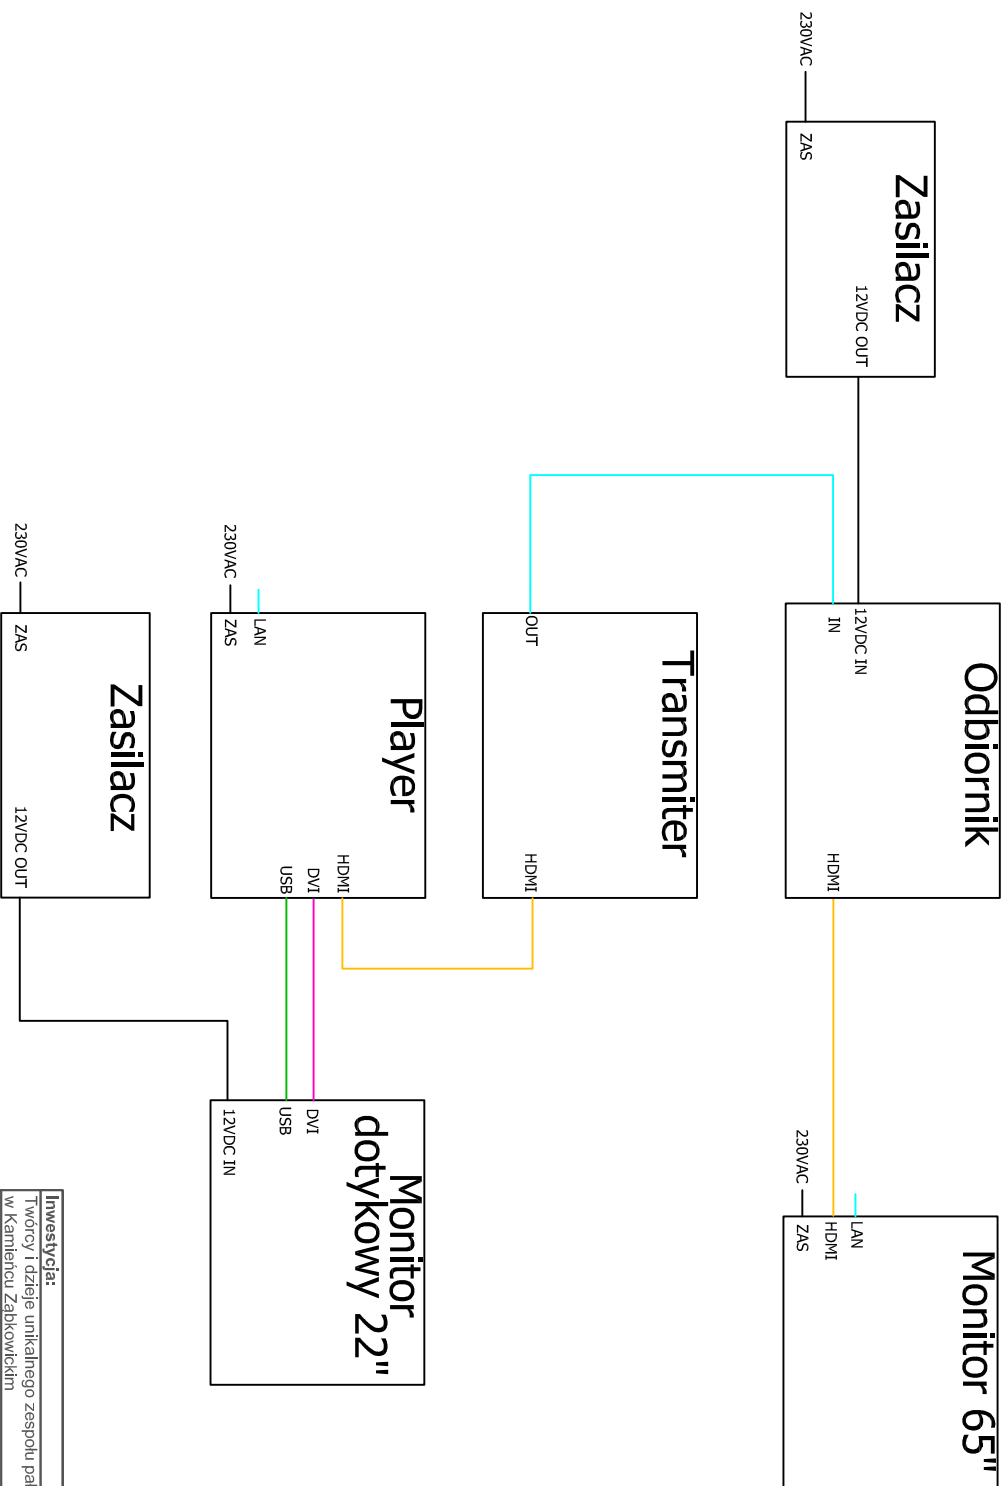 230VAC
ZAS
Zasilacz
12VDC OUT
Odbiornik
12VDC IN
IN
HDMI
Monitor 65"
LAN
HDMI
230VAC
ZAS
Transmiter
OUT
HDMI
Player
230VAC
LAN
ZAS
HDMI
DVI
USB
Monitor
dotykowy 22"
DVI
USB
12VDC IN
Zasilacz
230VAC
ZAS
12VDC OUT
Inwestycja:
Twórcy i dzieje unikalnego zespołu
w Kamieńcu Ząbkowickim